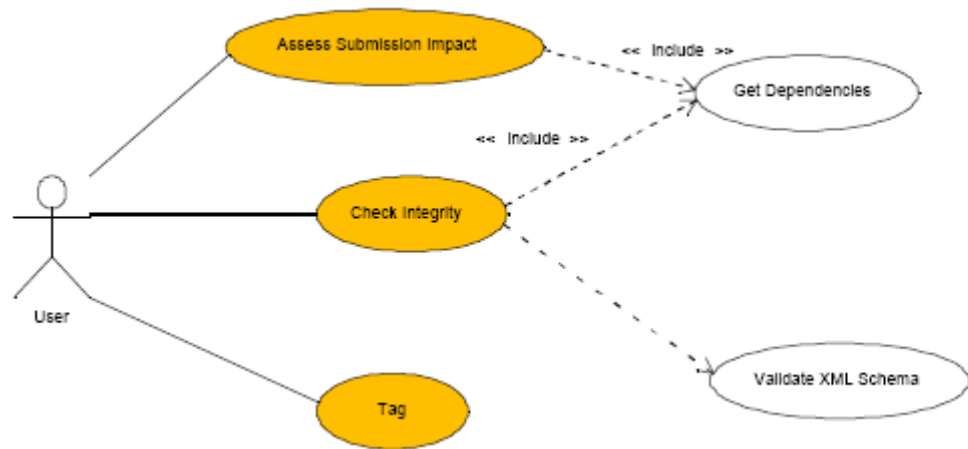 Assess Submission Impact
<< Include >>
Get Dependencies
<< Include >>
Check Integrity
User
Validate XML Schema
Tag